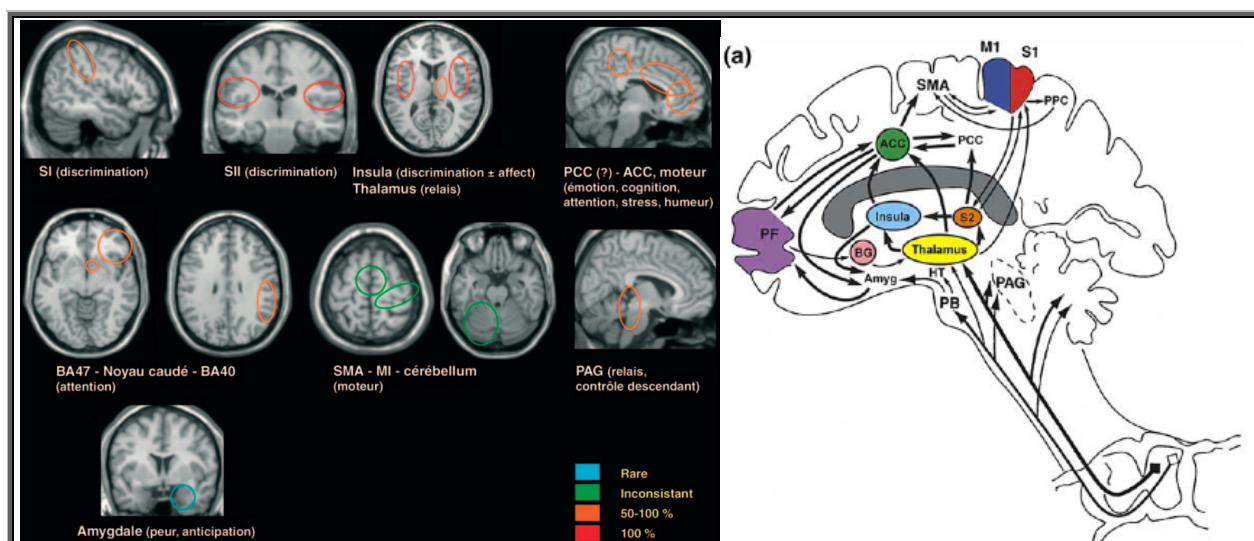 SI (discrimination)
SII (discrimination)
Insula (discrimination ± affect)
Thalamus (relais)
PCC (?) - ACC, moteur
(émotion, cognition,
attention, stress, humeur)
BA47 - Noyau caudé - BA40
(attention)
SMA - MI - cérébellum
(moteur)
PAG (relais,
contrôle descendant)
Amygdale (peur, anticipation)
Rare
Inconsistant
50-100 %
100 %
(a)
M1
S1
SMA
PPC
ACC
PCC
Insula
S2
PF
BG
Thalamus
Amyg
HT
PAG
PB